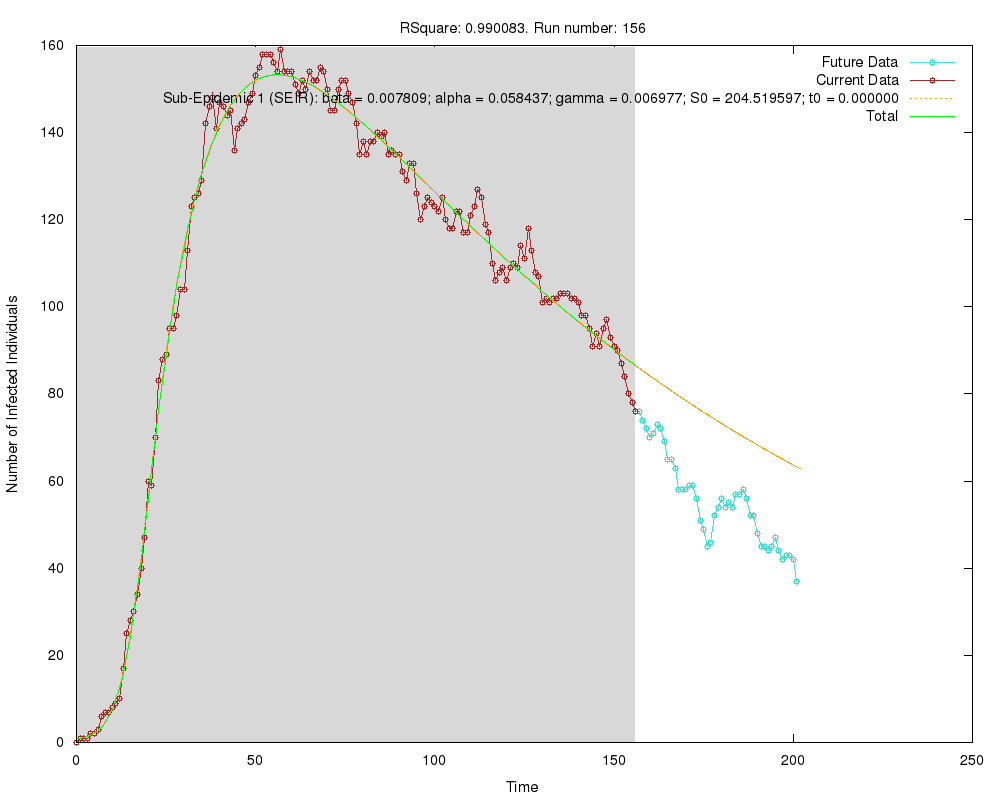 RSquare: 0.990083. Run number: 156
160
140
120
100
80
60
40
20
0
Number of Infected Individuals
Future Data
Current Data
Sub-Epidemic 1 (SEIR): beta = 0.007809; alpha = 0.058437; gamma = 0.006977; S0 = 204.519597; t0 = 0.000000
Total
0 50 100 150 200 250
Time